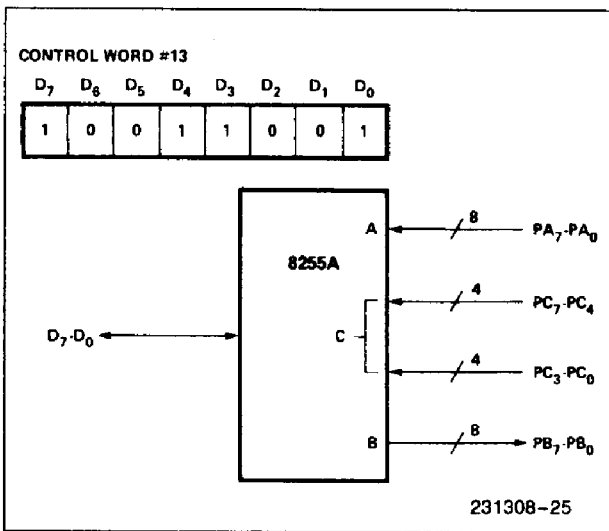 CONTROL WORD #13
D7 D6 D5 D4 D3 D2 D1 D0
1 0 0 1 1 0 0 1
A 8 PA7-PA0
8255A
4 PC7-PC4
D7-D0 C
4 PC3-PC0
B 8 PB7-PB0
231308-25